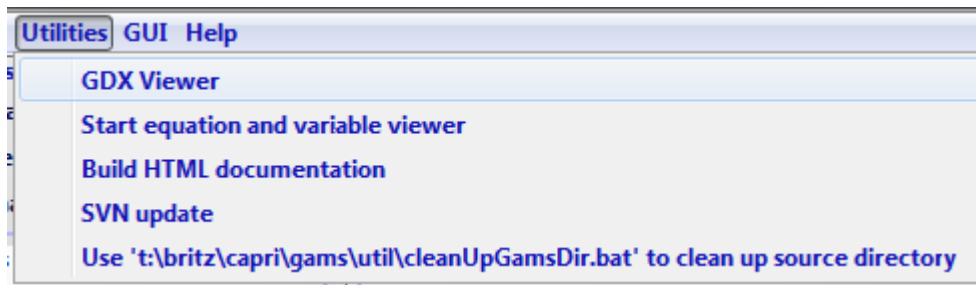 Utilities GUI Help
GDX Viewer
Start equation and variable viewer
Build HTML documentation
SVN update
Use 't:\britz\capri\gams\util\cleanUpGamsDir.bat' to clean up source directory